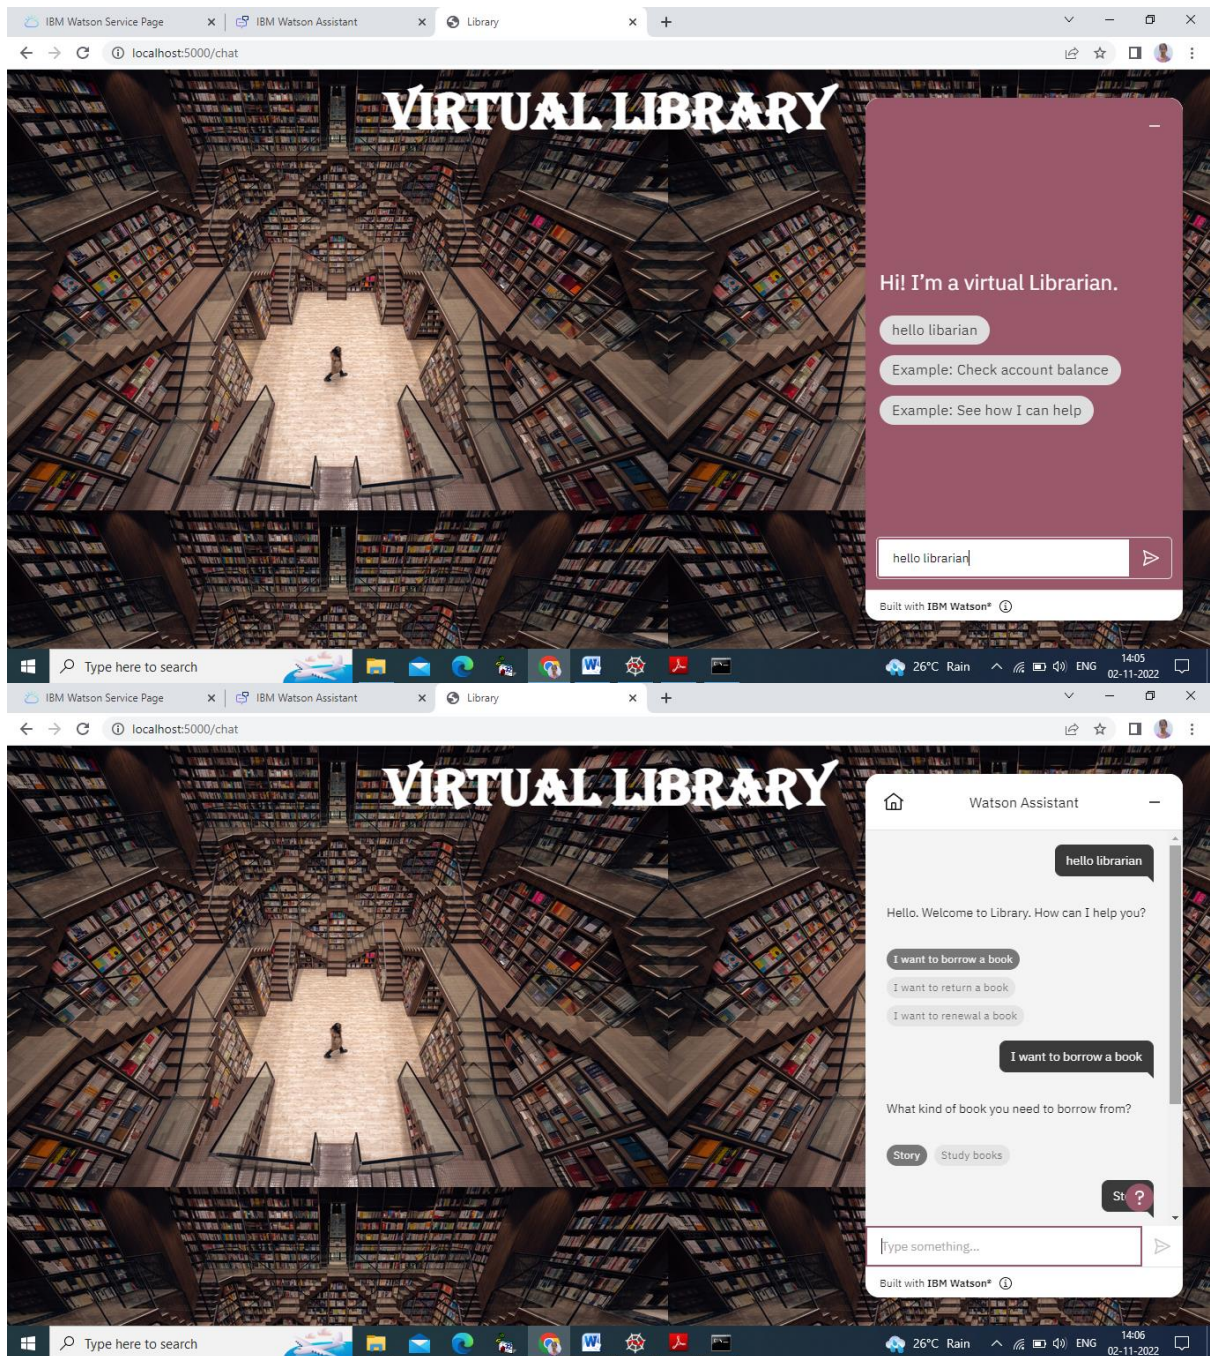 IBM Watson Service Page
IBM Watson Assistant
Library
localhost:5000/chat
VIRTUAL LIBRARY
Hi! I'm a virtual Librarian.
hello libarian
Example: Check account balance
Example: See how I can help
hello librarian
Built with IBM Watson®
Type here to search
W
26°C Rain
ENG
14:05
02-11-2022
IBM Watson Service Page
IBM Watson Assistant
Library
localhost:5000/chat
VIRTUAL LIBRARY
Watson Assistant
hello librarian
Hello. Welcome to Library. How can I help you?
I want to borrow a book
I want to return a book
I want to renewal a book
I want to borrow a book
What kind of book you need to borrow from?
Story Study books
?
Type something...
Built with IBM Watson®
Type here to search
W
26°C Rain
ENG
14:06
02-11-2022